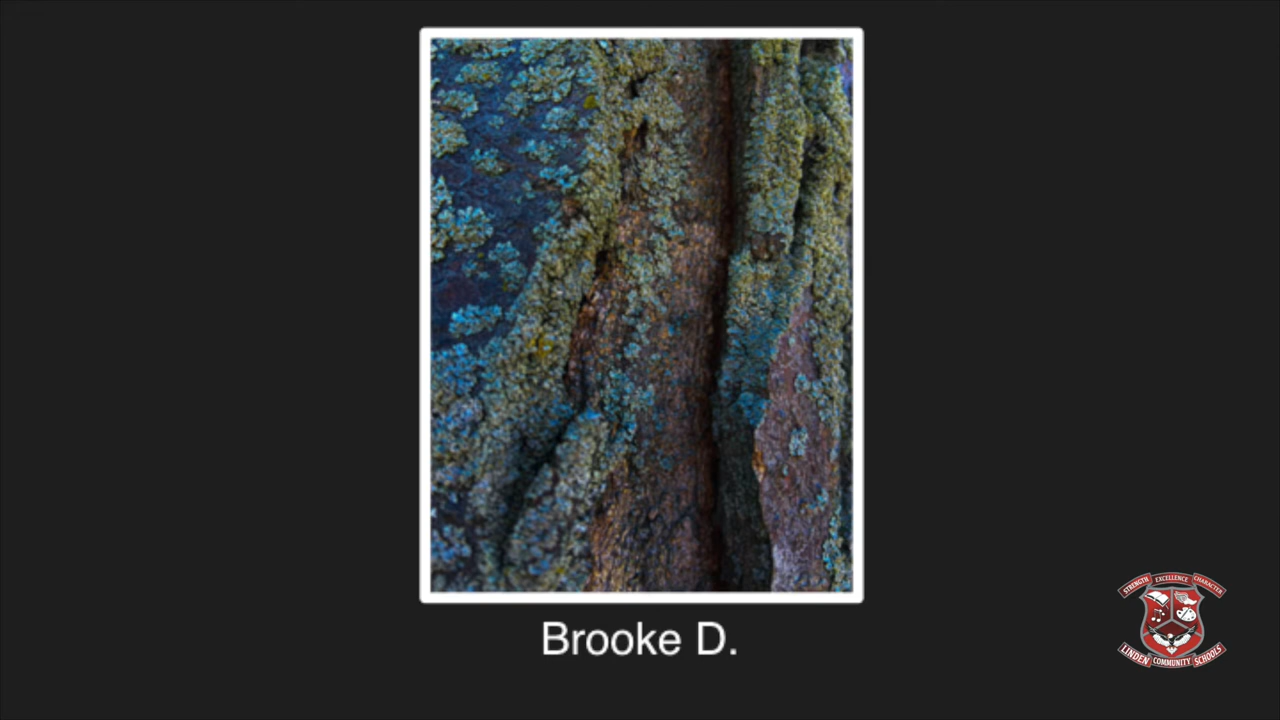 Brooke D.
STRENGTH EXCELLENCE CHARACTER
LINDEN COMMUNITY SCHOOLS